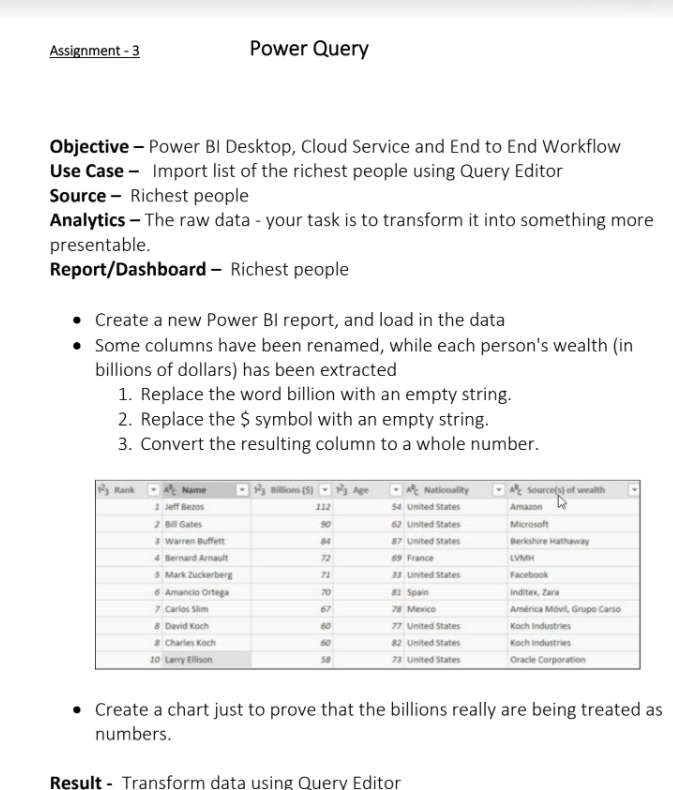 Assignment - 3 Power Query
Objective – Power BI Desktop, Cloud Service and End to End Workflow
Use Case – Import list of the richest people using Query Editor
Source – Richest people
Analytics – The raw data - your task is to transform it into something more
presentable.
Report/Dashboard – Richest people
• Create a new Power BI report, and load in the data
• Some columns have been renamed, while each person's wealth (in
billions of dollars) has been extracted
1. Replace the word billion with an empty string.
2. Replace the $ symbol with an empty string.
3. Convert the resulting column to a whole number.
1²3 Rank ABC Name 1²3 Billions ($) 1²3 Age ABC Nationality ABC Source(s) of wealth
1 Jeff Bezos 112 54 United States Amazon
2 Bill Gates 90 62 United States Microsoft
3 Warren Buffett 84 87 United States Berkshire Hathaway
4 Bernard Arnault 72 69 France LVMH
5 Mark Zuckerberg 71 33 United States Facebook
6 Amancio Ortega 70 81 Spain Inditex, Zara
7 Carlos Slim 67 78 Mexico América Móvil, Grupo Carso
8 David Koch 60 77 United States Koch Industries
8 Charles Koch 60 82 United States Koch Industries
10 Larry Ellison 58 73 United States Oracle Corporation
• Create a chart just to prove that the billions really are being treated as
numbers.
Result - Transform data using Query Editor